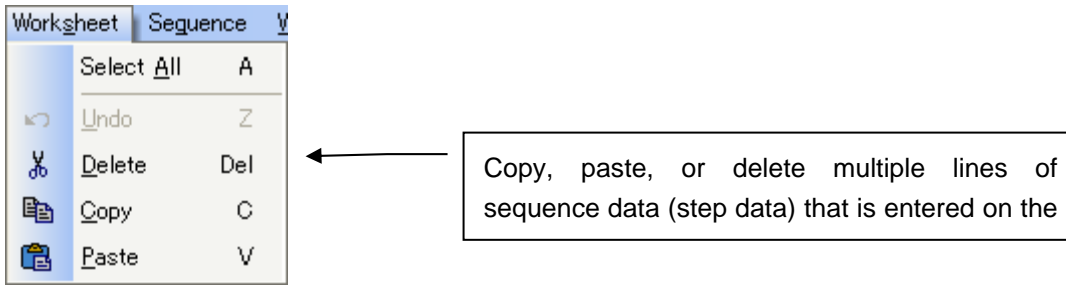 Worksheet Sequence
Select All A
Undo Z
Delete Del
Copy C
Paste V
Copy, paste, or delete multiple lines of
sequence data (step data) that is entered on the